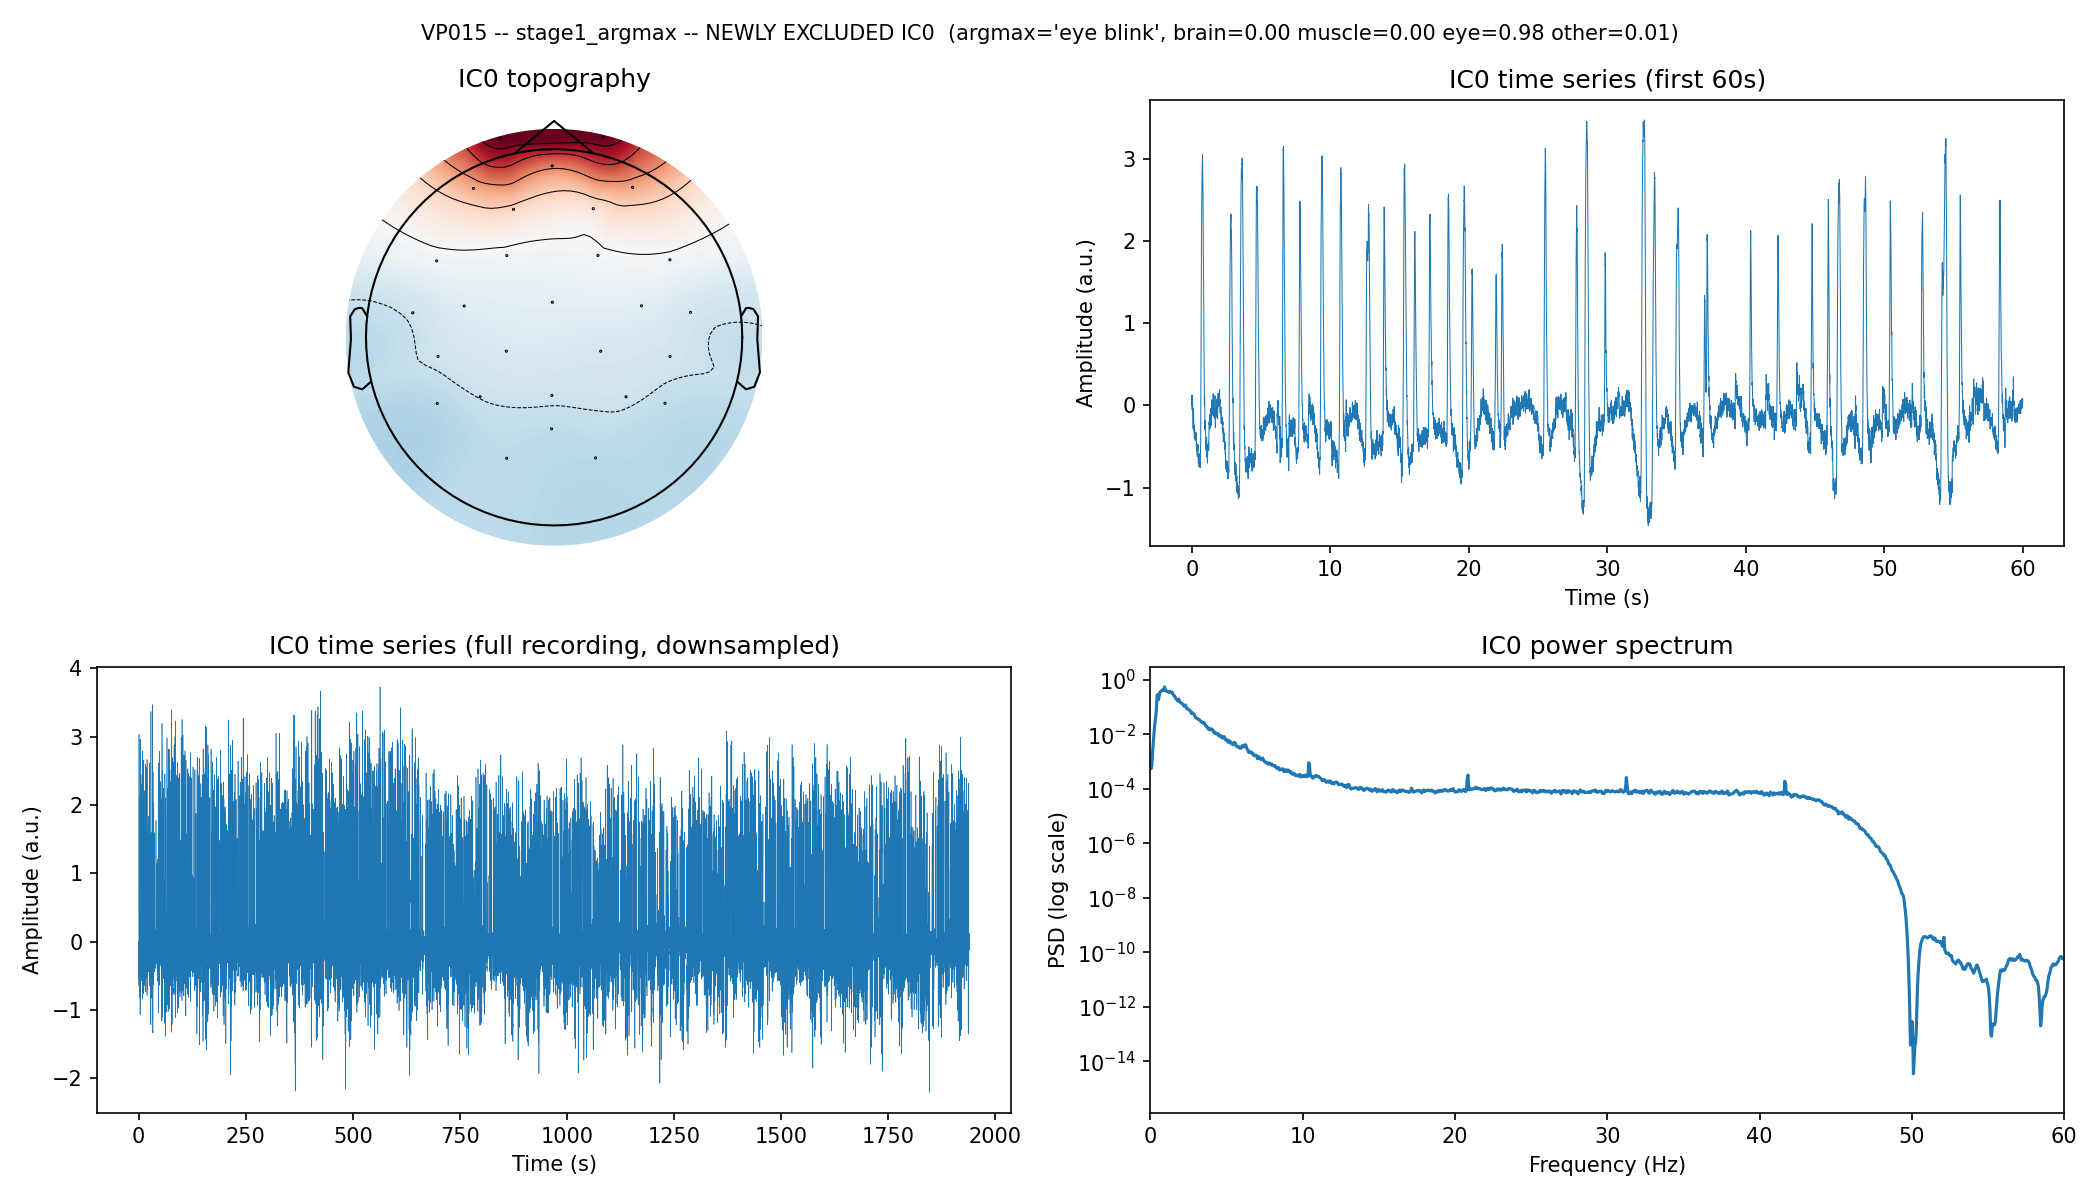 VP015 -- stage1_argmax -- NEWLY EXCLUDED IC0  (argmax='eye blink', brain=0.00 muscle=0.00 eye=0.98 other=0.01)
IC0 topography
IC0 time series (first 60s)
Amplitude (a.u.)
3
2
1
0
−1
0 10 20 30 40 50 60
Time (s)
IC0 time series (full recording, downsampled)
Amplitude (a.u.)
4
3
2
1
0
−1
−2
0 250 500 750 1000 1250 1500 1750 2000
Time (s)
IC0 power spectrum
PSD (log scale)
10⁰
10⁻²
10⁻⁴
10⁻⁶
10⁻⁸
10⁻¹⁰
10⁻¹²
10⁻¹⁴
0 10 20 30 40 50 60
Frequency (Hz)